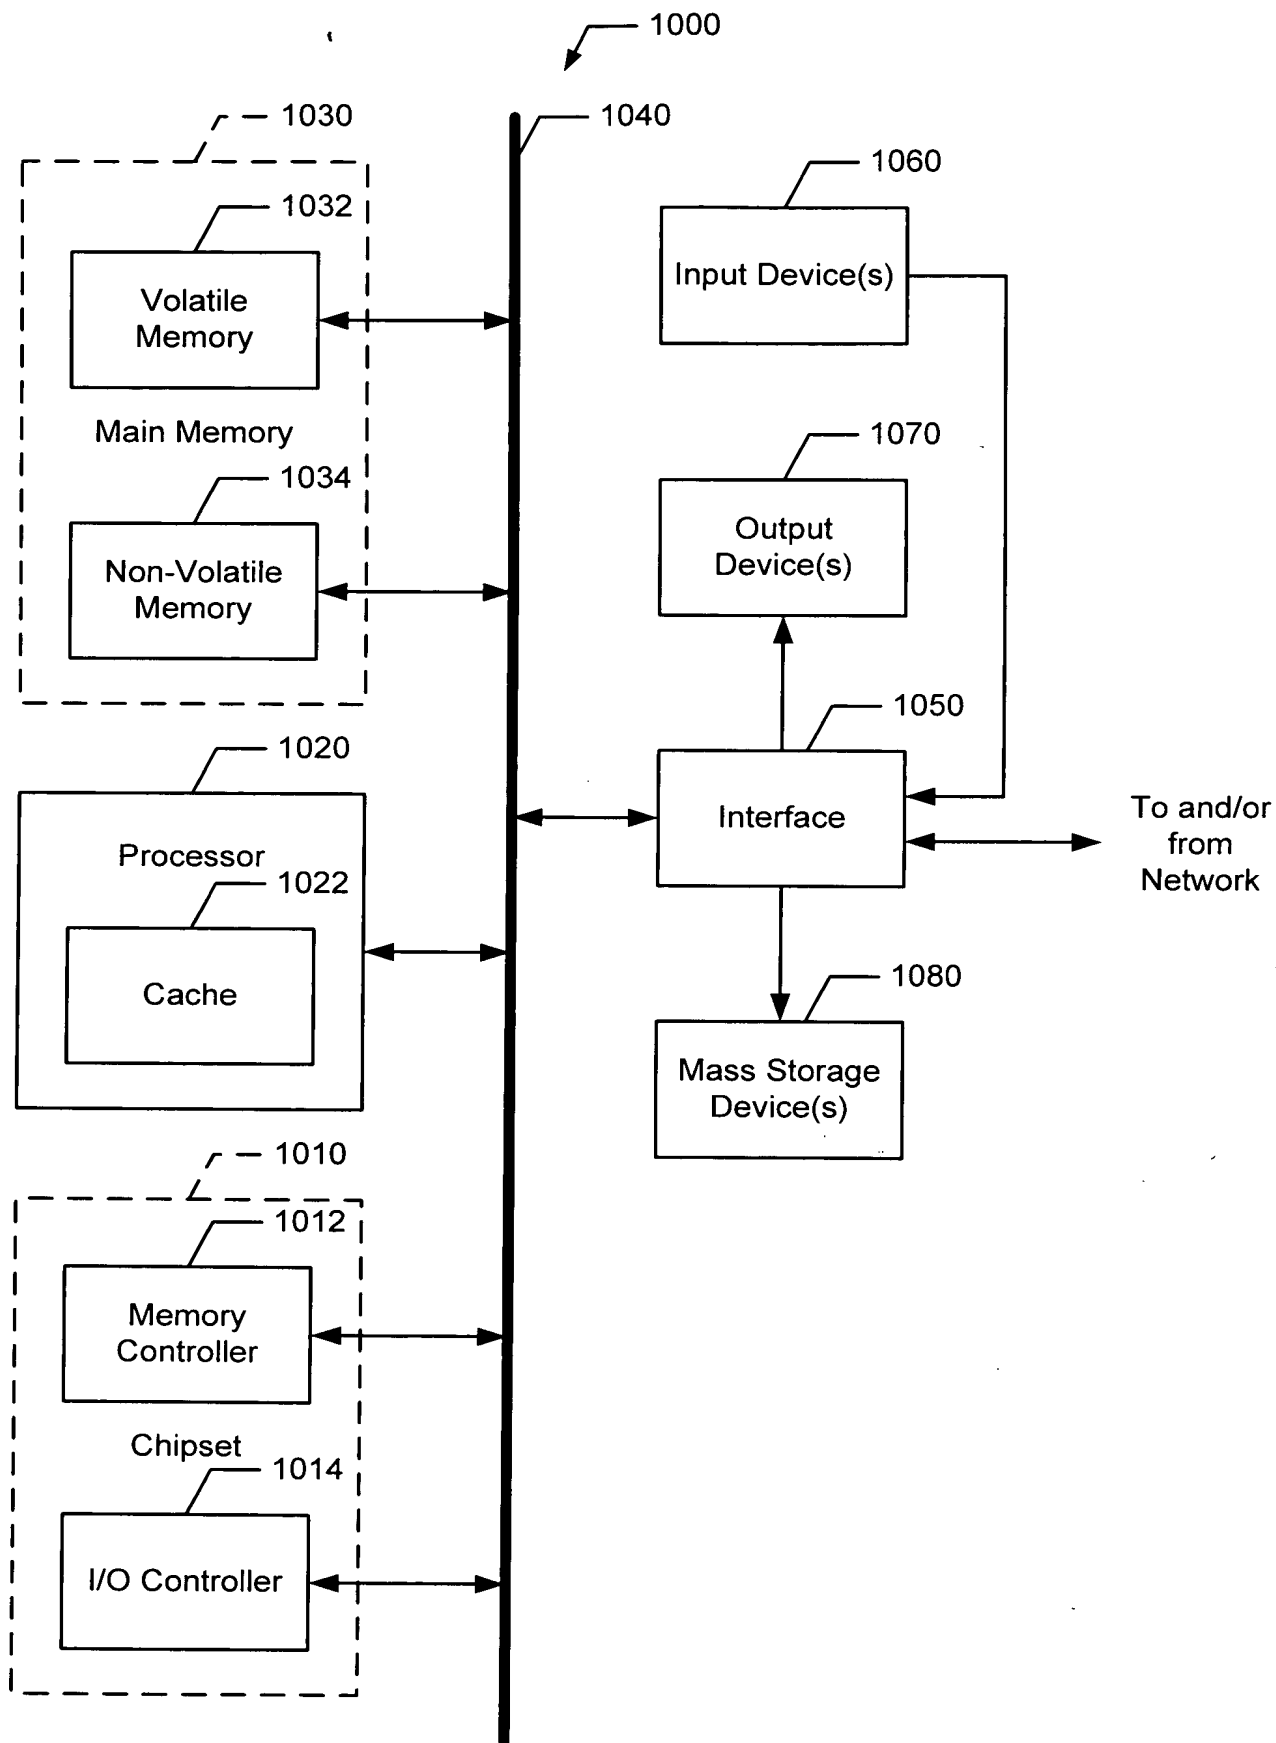 1000
1030
1040
1060
1032
Input Device(s)
Volatile
Memory
Main Memory
1070
1034
Output
Device(s)
Non-Volatile
Memory
1050
1020
Interface
To and/or
from
Network
Processor
1022
Cache
1080
Mass Storage
Device(s)
1010
1012
Memory
Controller
Chipset
1014
I/O Controller